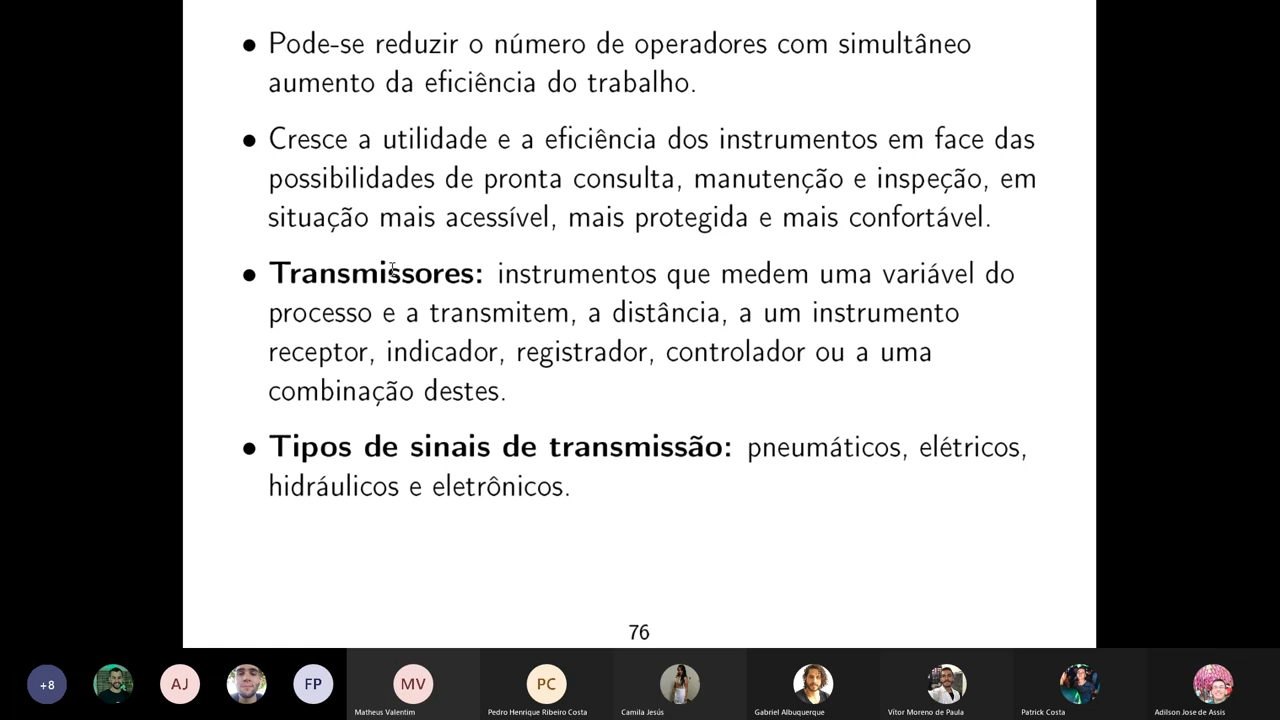 • Pode-se reduzir o número de operadores com simultâneo
aumento da eficiência do trabalho.
• Cresce a utilidade e a eficiência dos instrumentos em face das
possibilidades de pronta consulta, manutenção e inspeção, em
situação mais acessível, mais protegida e mais confortável.
• Transmissores: instrumentos que medem uma variável do
processo e a transmitem, a distância, a um instrumento
receptor, indicador, registrador, controlador ou a uma
combinação destes.
• Tipos de sinais de transmissão: pneumáticos, elétricos,
hidráulicos e eletrônicos.
76
+8
AJ
FP
MV
PC
Matheus Valentim
Pedro Henrique Ribeiro Costa
Camila Jesús
Gabriel Albuquerque
Vítor Moreno de Paula
Patrick Costa
Adilson Jose de Assis